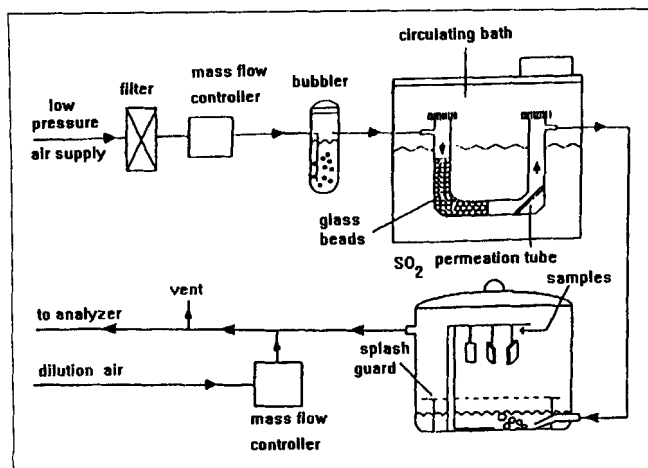 circulating bath
mass flow
controller
bubbler
filter
low
pressure
air supply
glass
beads
SO2 permeation tube
samples
vent
to analyzer
splash
guard
dilution air
mass flow
controller